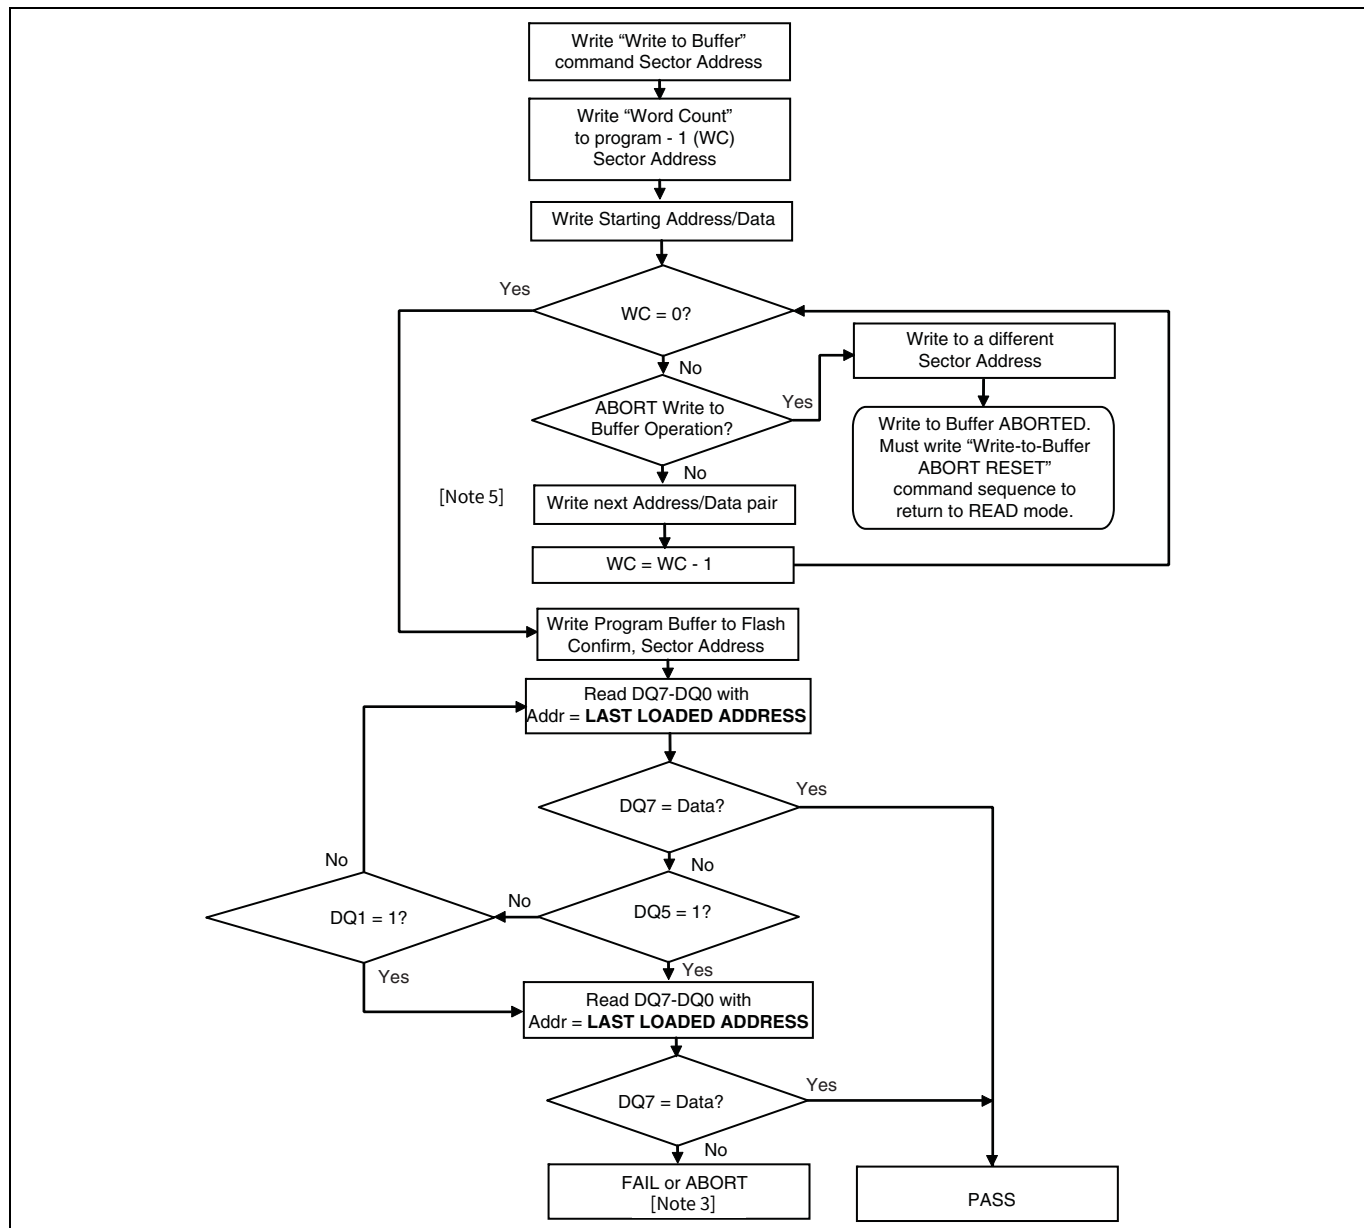 Write “Write to Buffer”
command Sector Address
Write “Word Count”
to program - 1 (WC)
Sector Address
Write Starting Address/Data
Yes
WC = 0?
No
Write to a different
Sector Address
ABORT Write to
Buffer Operation?
Yes
Write to Buffer ABORTED.
Must write “Write-to-Buffer
ABORT RESET”
command sequence to
return to READ mode.
No
[Note 5]
Write next Address/Data pair
WC = WC - 1
Write Program Buffer to Flash
Confirm, Sector Address
Read DQ7-DQ0 with
Addr = LAST LOADED ADDRESS
DQ7 = Data?
Yes
No
No
DQ1 = 1?
No
DQ5 = 1?
Yes
Yes
Read DQ7-DQ0 with
Addr = LAST LOADED ADDRESS
DQ7 = Data?
Yes
No
FAIL or ABORT
[Note 3]
PASS